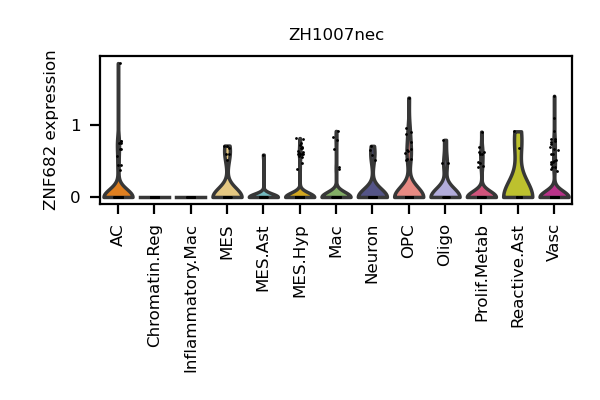 ZH1007nec
ZNF682 expression
1
0
AC
Chromatin.Reg
Inflammatory.Mac
MES
MES.Ast
MES.Hyp
Mac
Neuron
OPC
Oligo
Prolif.Metab
Reactive.Ast
Vasc